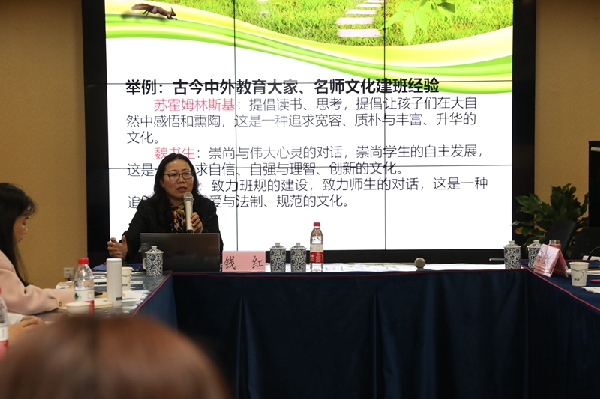 举例：古今中外教育大家、名师文化建班经验
苏霍姆林斯基：提倡读书、思考，提倡让孩子们在大自
然中感悟和熏陶，这是一种追求宽容、质朴与丰富、升华的
文化。
魏书生：崇尚与伟大心灵的对话，崇尚学生的自主发展，
这是 求自信、自强与理智、创新的文化。
：致力班规的建设，致力师生的对话，这是一种
追 爱与法制、规范的文化。
钱 红